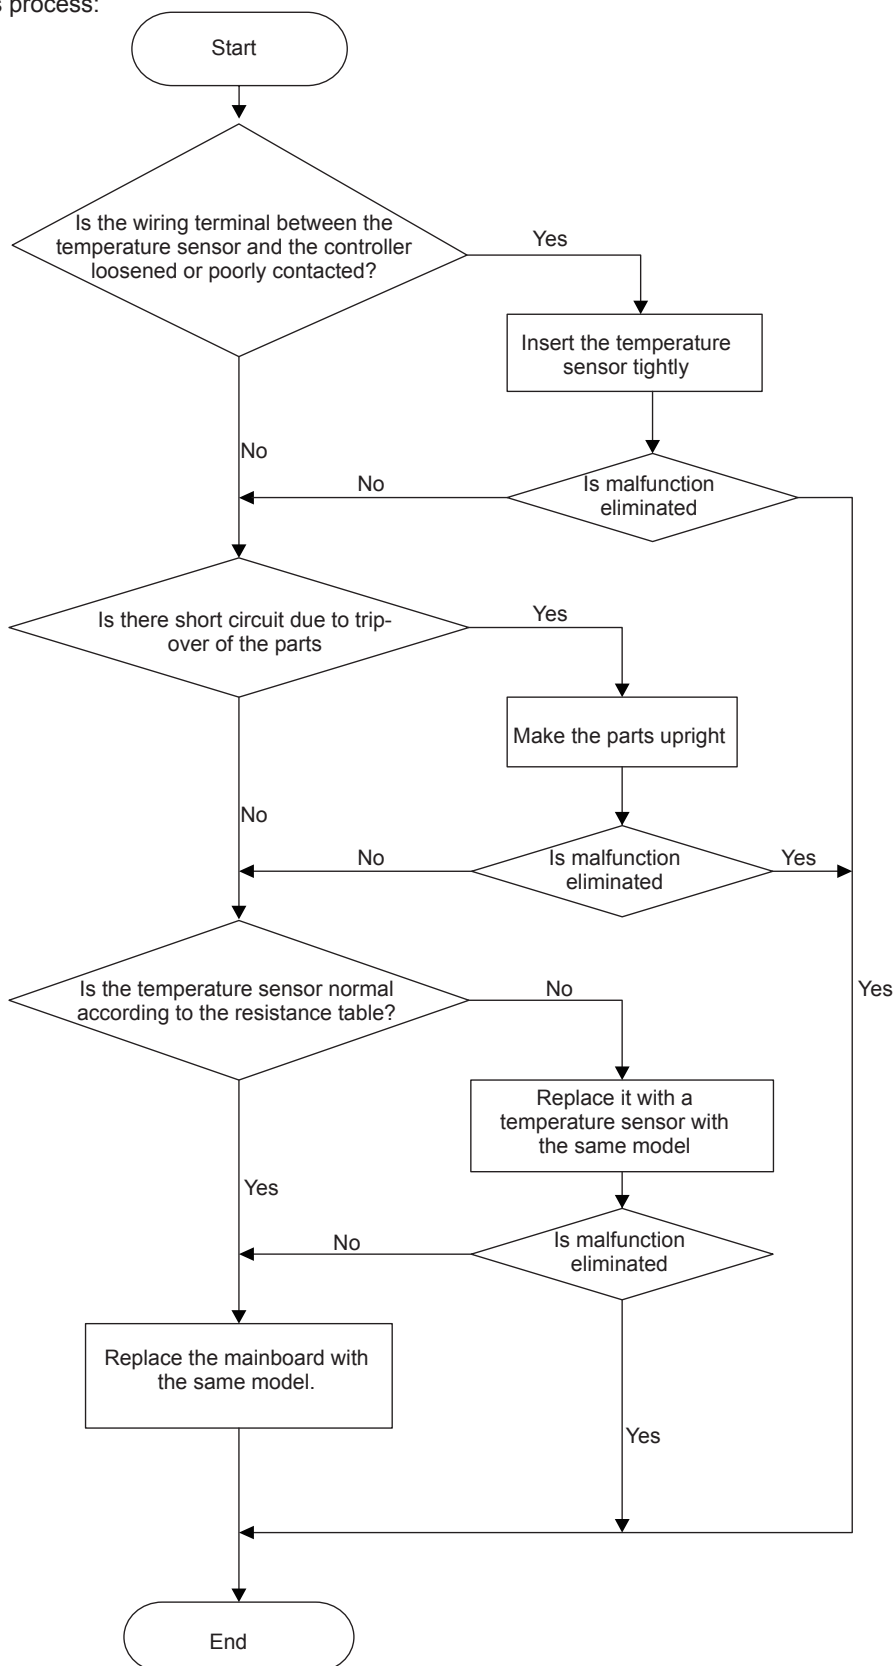 s process:
Start
Is the wiring terminal between the
temperature sensor and the controller
loosened or poorly contacted?
Yes
Insert the temperature
sensor tightly
No
No
Is malfunction
eliminated
Is there short circuit due to trip-
over of the parts
Yes
Make the parts upright
No
No
Is malfunction
eliminated
Yes
Is the temperature sensor normal
according to the resistance table?
No
Yes
Replace it with a
temperature sensor with
the same model
Yes
No
Is malfunction
eliminated
Replace the mainboard with
the same model.
Yes
End